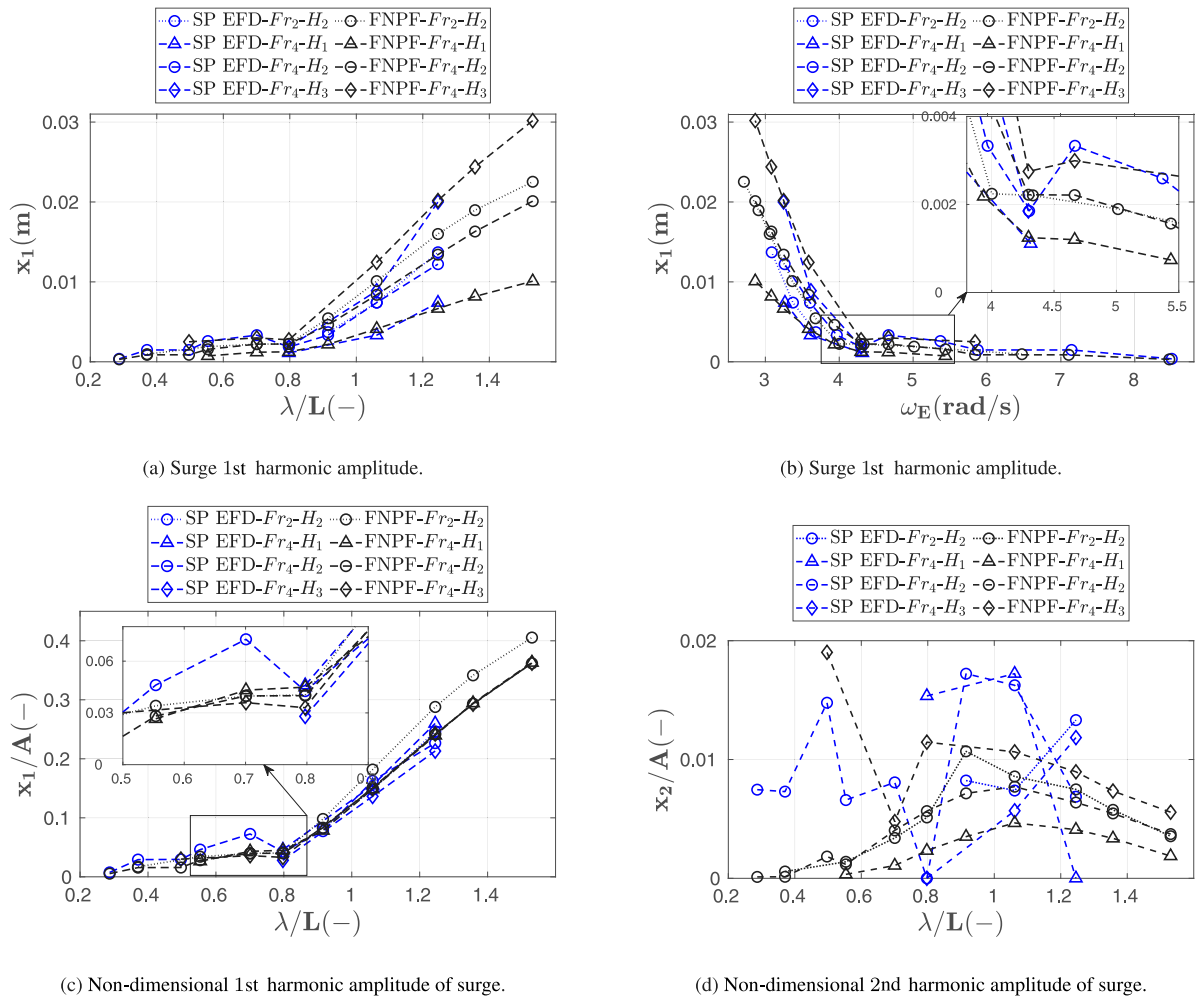 SP EFD-Fr₂-H₂ FNPF-Fr₂-H₂
SP EFD-Fr₄-H₁ FNPF-Fr₄-H₁
SP EFD-Fr₄-H₂ FNPF-Fr₄-H₂
SP EFD-Fr₄-H₃ FNPF-Fr₄-H₃
0.03
0.02
0.01
0
x₁(m)
0.2 0.4 0.6 0.8 1 1.2 1.4
λ/L(−)
(a) Surge 1st harmonic amplitude.
SP EFD-Fr₂-H₂ FNPF-Fr₂-H₂
SP EFD-Fr₄-H₁ FNPF-Fr₄-H₁
SP EFD-Fr₄-H₂ FNPF-Fr₄-H₂
SP EFD-Fr₄-H₃ FNPF-Fr₄-H₃
0.03
0.02
0.01
0
x₁(m)
0.004
0.002
0
4 4.5 5 5.5
3 4 5 6 7 8
ω_E(rad/s)
(b) Surge 1st harmonic amplitude.
SP EFD-Fr₂-H₂ FNPF-Fr₂-H₂
SP EFD-Fr₄-H₁ FNPF-Fr₄-H₁
SP EFD-Fr₄-H₂ FNPF-Fr₄-H₂
SP EFD-Fr₄-H₃ FNPF-Fr₄-H₃
0.4
0.3
0.2
0.1
0
x₁/A(−)
0.06
0.03
0
0.5 0.6 0.7 0.8 0.9
0.2 0.4 0.6 0.8 1 1.2 1.4
λ/L(−)
(c) Non-dimensional 1st harmonic amplitude of surge.
SP EFD-Fr₂-H₂ FNPF-Fr₂-H₂
SP EFD-Fr₄-H₁ FNPF-Fr₄-H₁
SP EFD-Fr₄-H₂ FNPF-Fr₄-H₂
SP EFD-Fr₄-H₃ FNPF-Fr₄-H₃
0.02
0.01
0
x₂/A(−)
0.2 0.4 0.6 0.8 1 1.2 1.4
λ/L(−)
(d) Non-dimensional 2nd harmonic amplitude of surge.